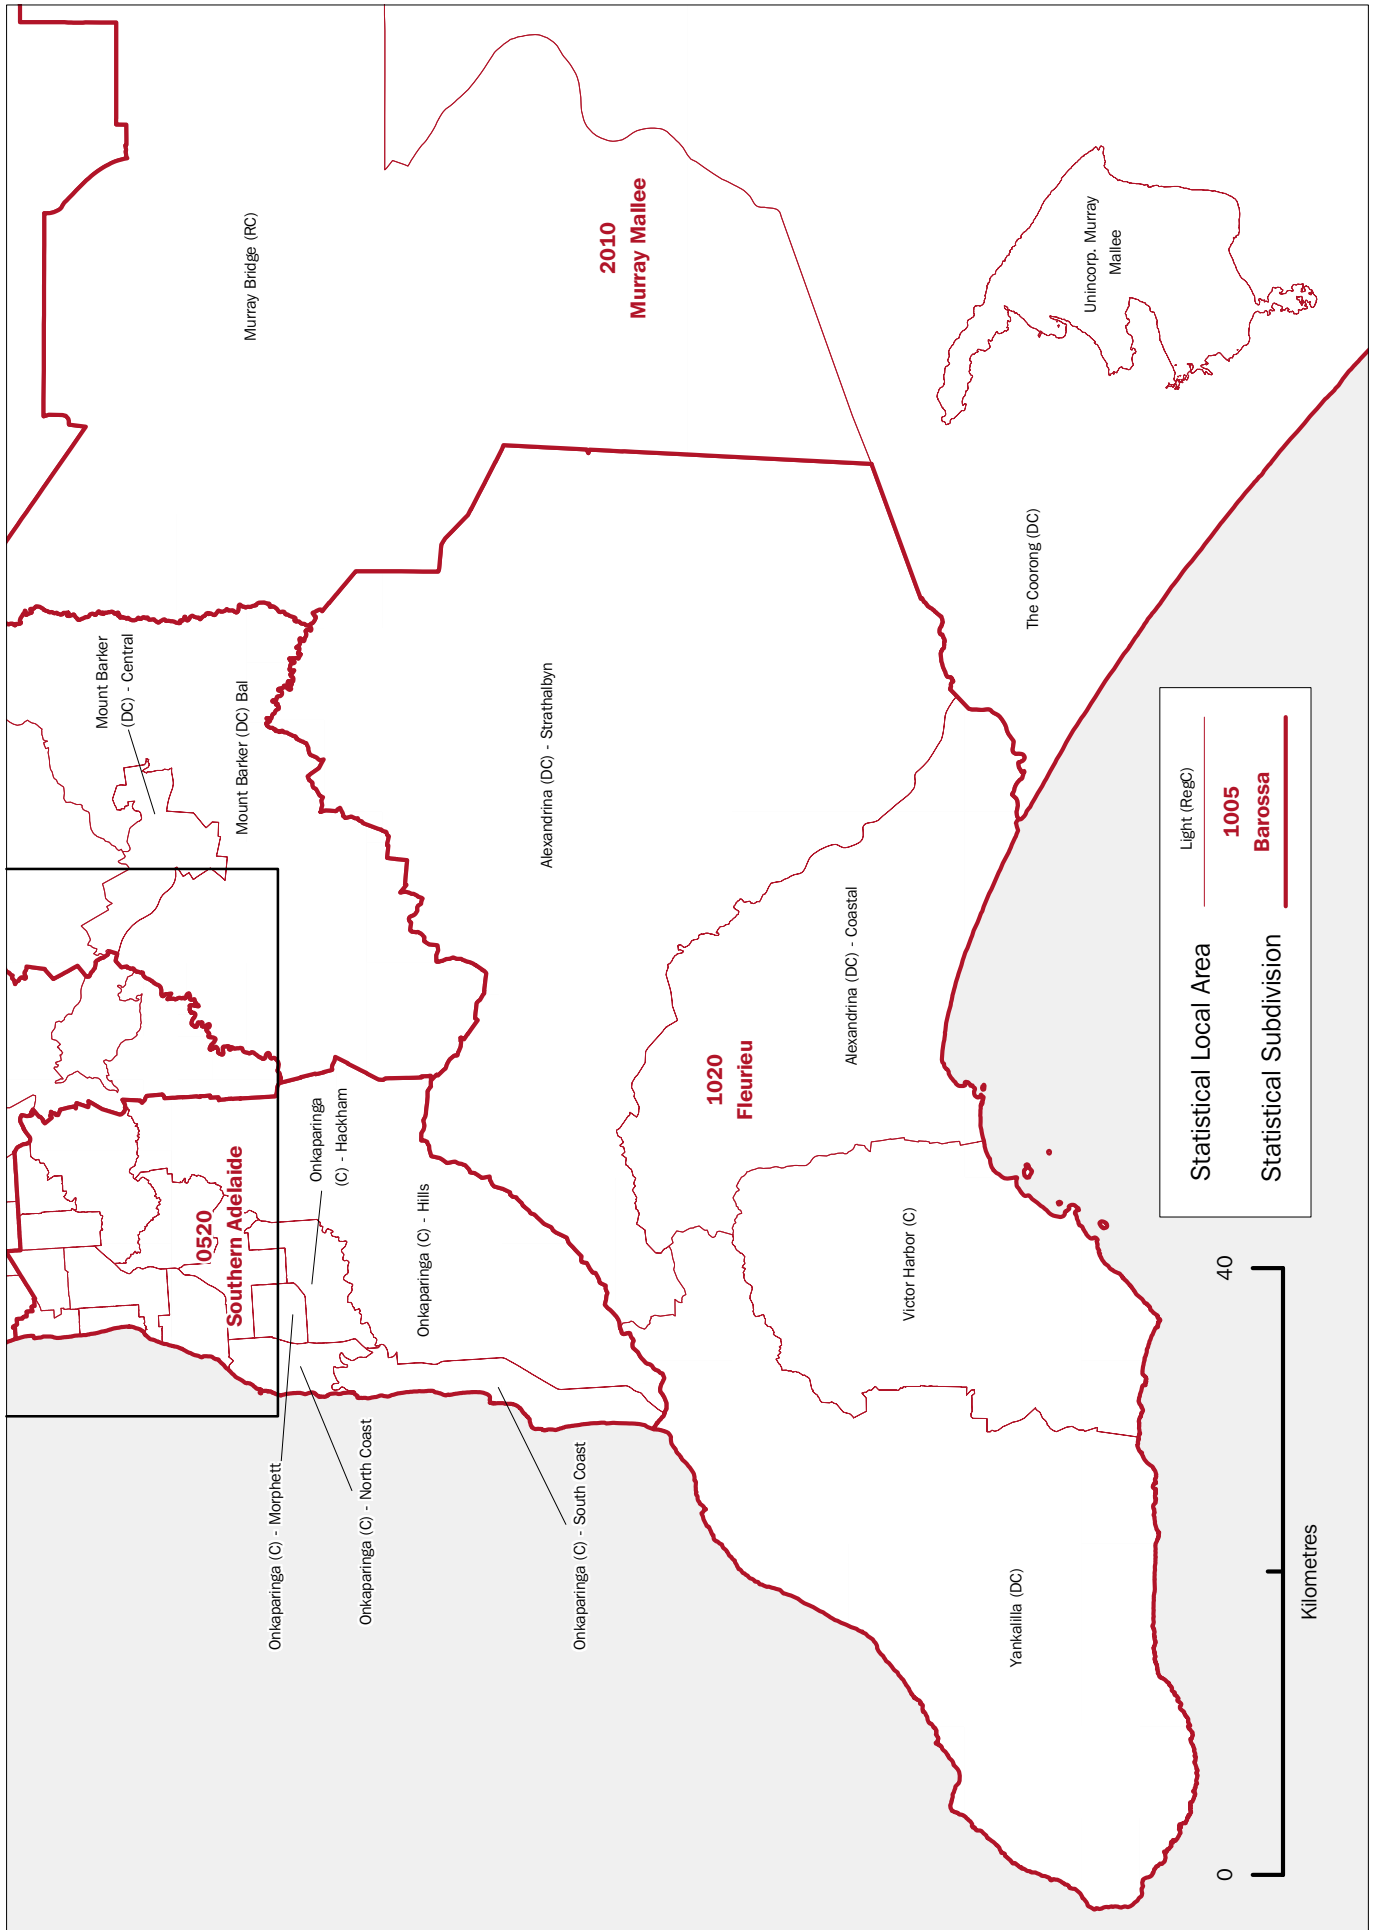 Murray Bridge (RC)
2010
Murray Mallee
Unincorp. Murray
Mallee
Mount Barker
(DC) - Central
Mount Barker (DC) Bal
Alexandrina (DC) - Strathalbyn
The Coorong (DC)
Alexandrina (DC) - Coastal
1020
Fleurieu
0520
Southern Adelaide
Onkaparinga
(C) - Hackham
Onkaparinga (C) - Hills
Victor Harbor (C)
Onkaparinga (C) - Morphett
Onkaparinga (C) - North Coast
Onkaparinga (C) - South Coast
Yankalilla (DC)
Statistical Local Area
Light (RegC)
Statistical Subdivision
1005
Barossa
0
40
Kilometres